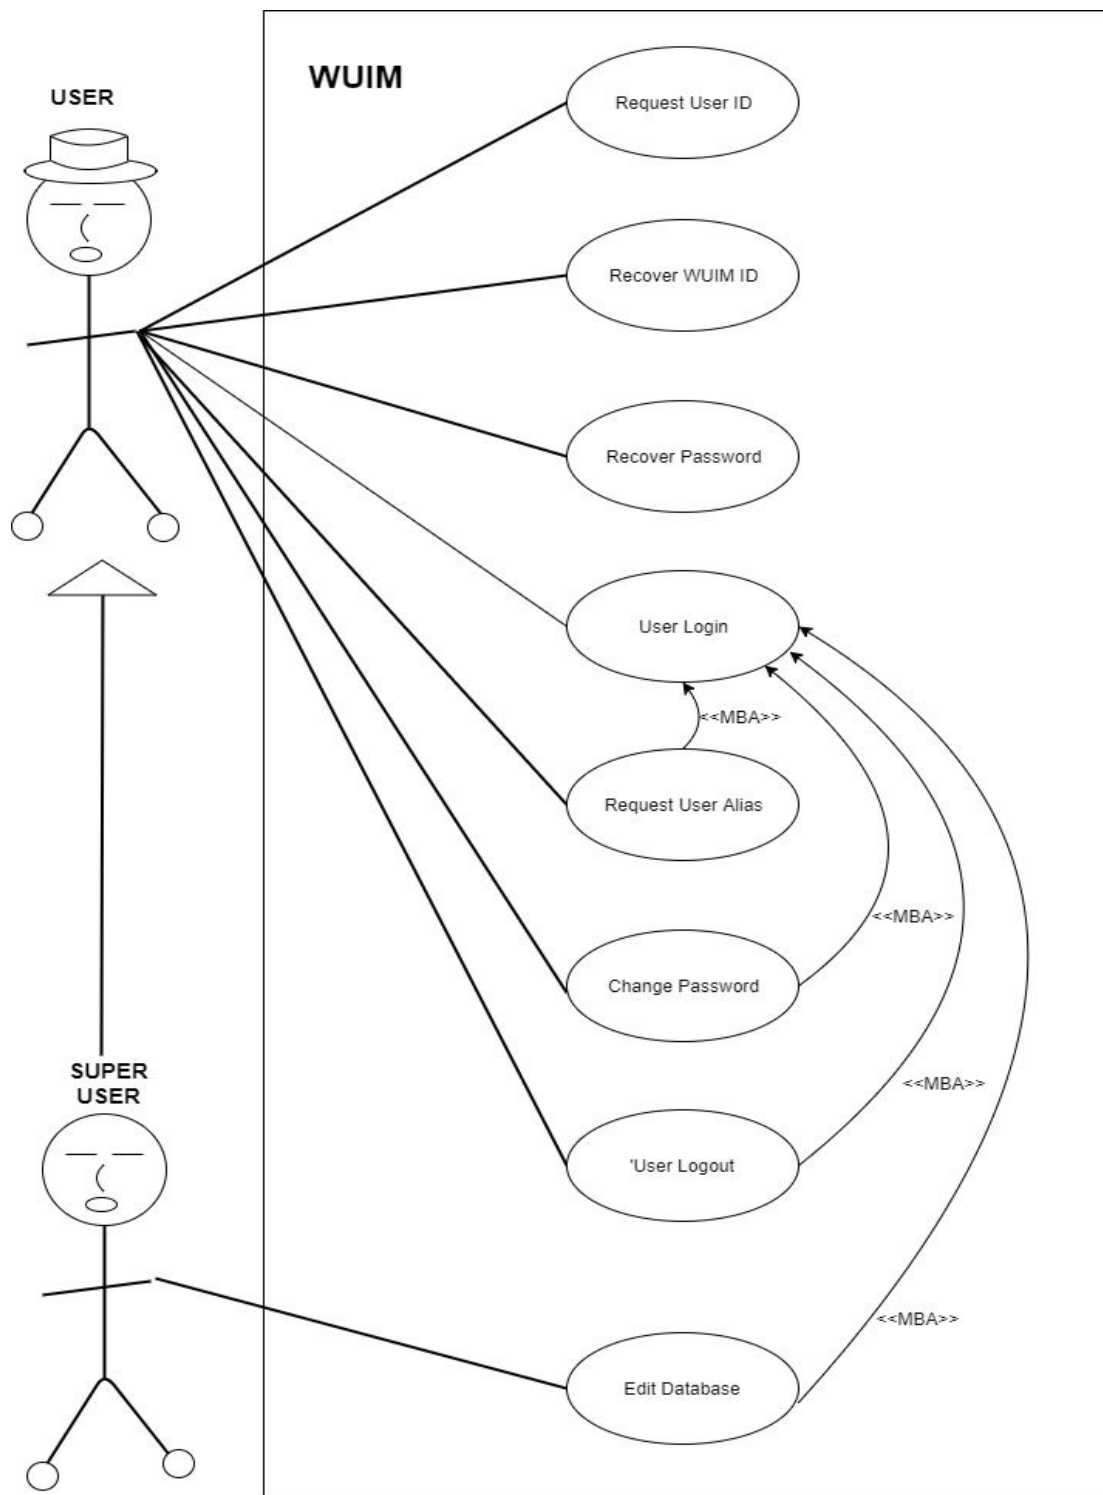 WUIM
USER
Request User ID
Recover WUIM ID
Recover Password
User Login
<<MBA>>
Request User Alias
<<MBA>>
Change Password
SUPER
USER
<<MBA>>
'User Logout
<<MBA>>
Edit Database